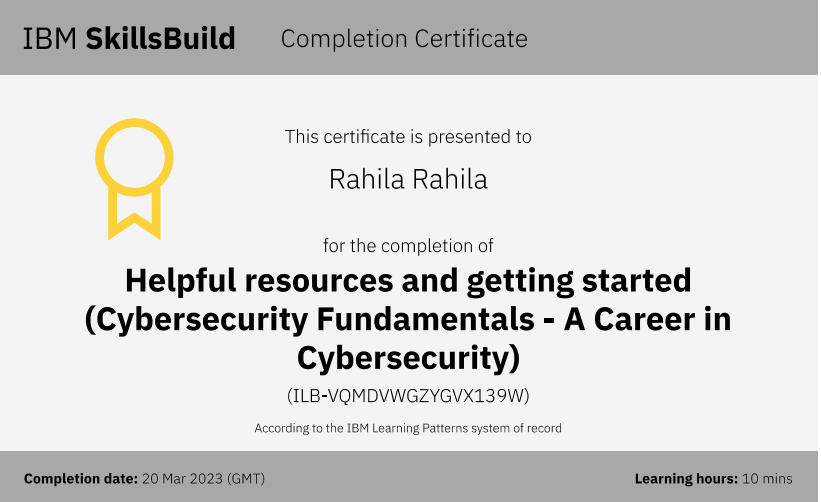 IBM SkillsBuild Completion Certificate
This certificate is presented to
Rahila Rahila
for the completion of
Helpful resources and getting started
(Cybersecurity Fundamentals - A Career in
Cybersecurity)
(ILB-VQMDVWGZYGVX139W)
According to the IBM Learning Patterns system of record
Completion date: 20 Mar 2023 (GMT) Learning hours: 10 mins